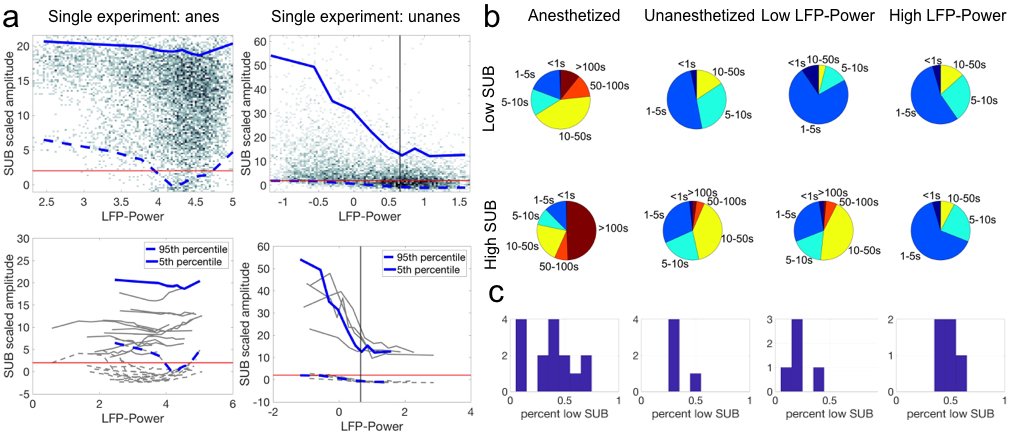 a
Single experiment: anes
SUB scaled amplitude
20
15
10
5
0
2.5
3
3.5
4
4.5
5
LFP-Power
Single experiment: unanes
SUB scaled amplitude
60
50
40
30
20
10
0
-1
-0.5
0
0.5
1
1.5
LFP-Power
SUB scaled amplitude
25
20
15
10
5
0
-5
0
2
4
6
LFP-Power
95th percentile
5th percentile
SUB scaled amplitude
60
50
40
30
20
10
0
-10
-2
0
2
4
LFP-Power
95th percentile
5th percentile
b
Anesthetized
Unanesthetized
Low LFP-Power
High LFP-Power
Low SUB
<1s
>100s
50-100s
10-50s
5-10s
1-5s
<1s
10-50s
5-10s
1-5s
<1s
10-50s
5-10s
1-5s
<1s
10-50s
5-10s
1-5s
High SUB
<1s
>100s
50-100s
10-50s
5-10s
1-5s
<1s
>100s
50-100s
10-50s
5-10s
1-5s
<1s
>100s
50-100s
10-50s
5-10s
1-5s
<1s
10-50s
5-10s
1-5s
c
4
2
0
0
0.5
1
percent low SUB
4
2
0
0
0.5
1
percent low SUB
3
2
1
0
0
0.5
1
percent low SUB
4
2
0
0
0.5
1
percent low SUB